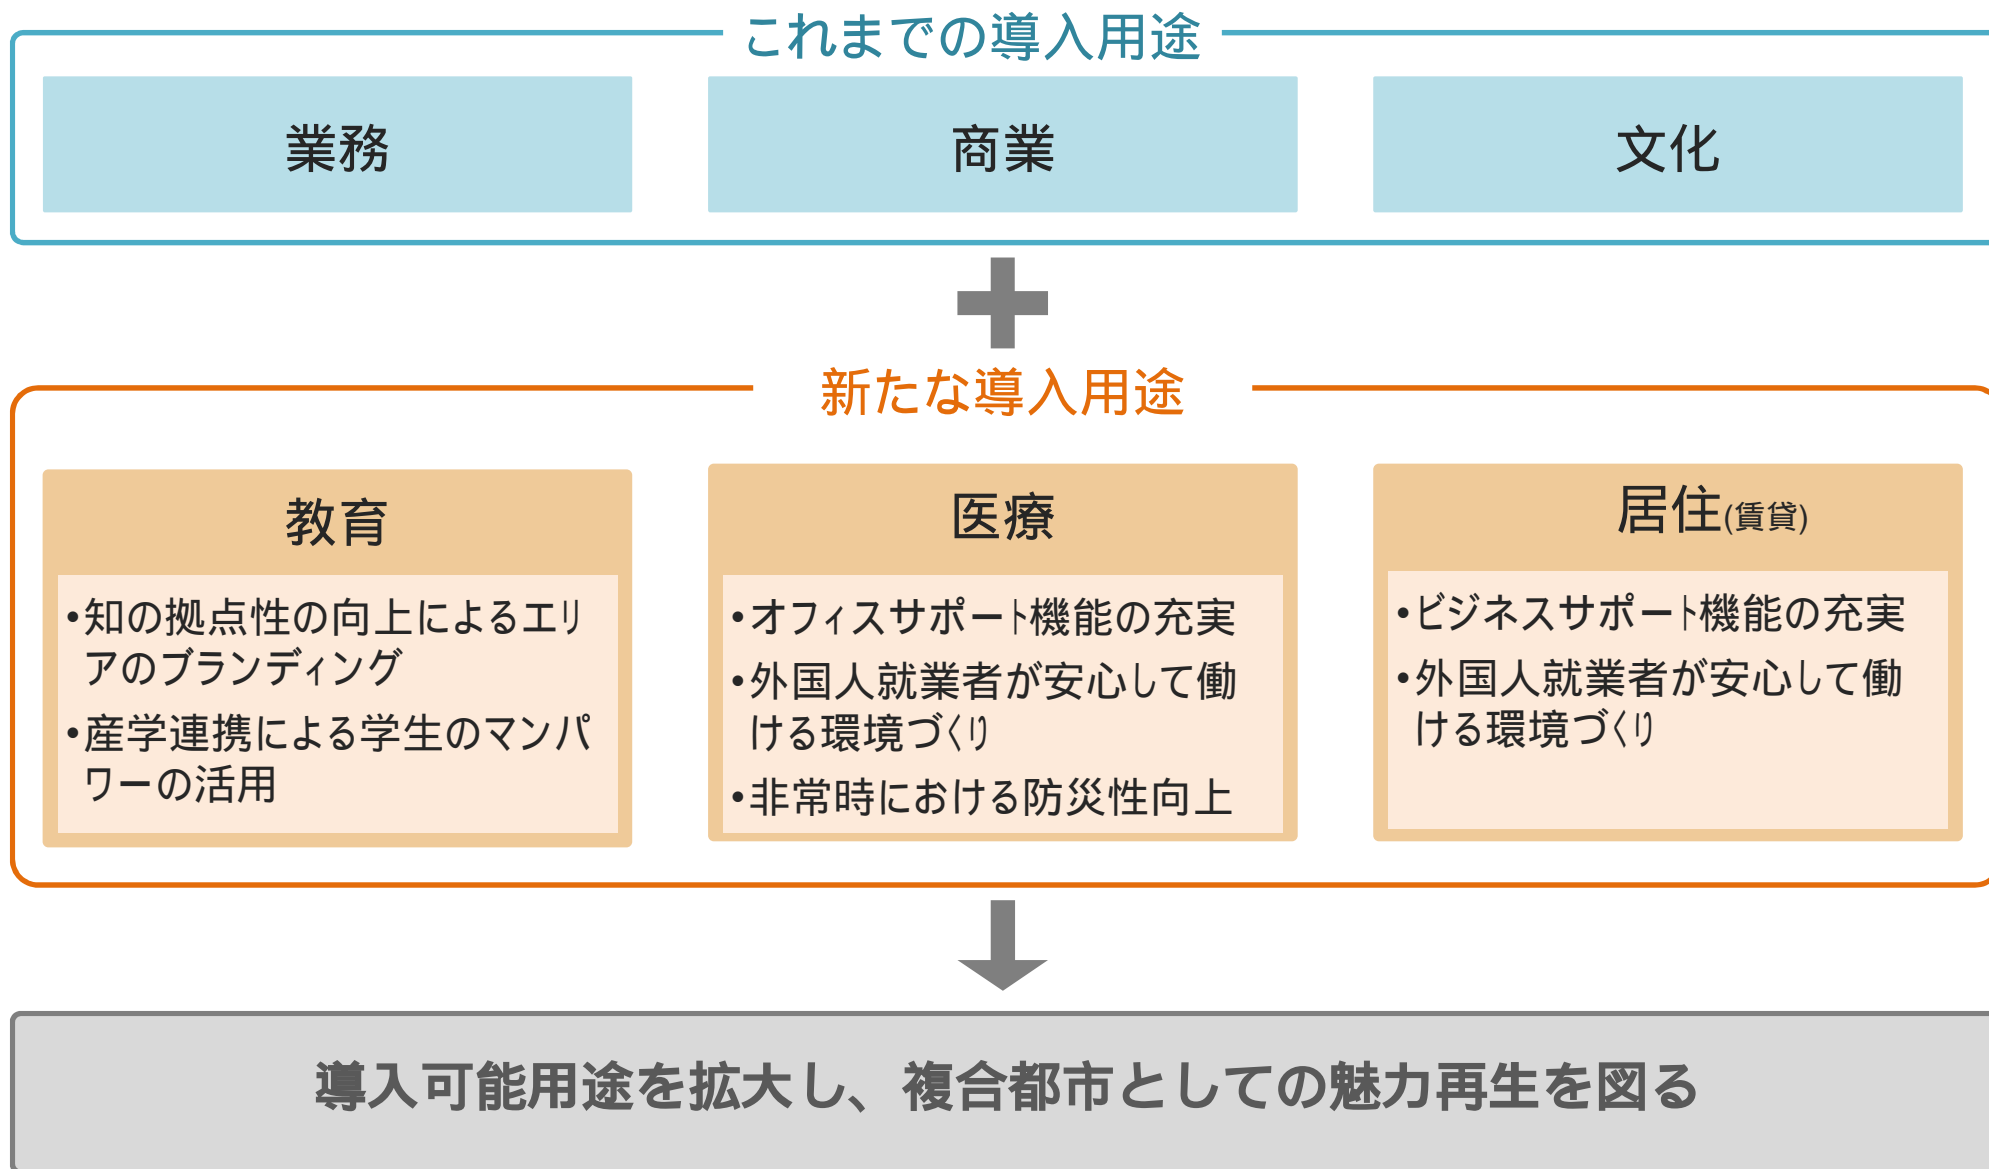 これまでの導入用途
業務
商業
文化
新たな導入用途
教育
・知の拠点性の向上によるエリ
アのブランディング
・産学連携による学生のマンパ
ワーの活用
医療
・オフィスサポート機能の充実
・外国人就業者が安心して働
ける環境づくり
・非常時における防災性向上
居住(賃貸)
・ビジネスサポート機能の充実
・外国人就業者が安心して働
ける環境づくり
導入可能用途を拡大し、複合都市としての魅力再生を図る